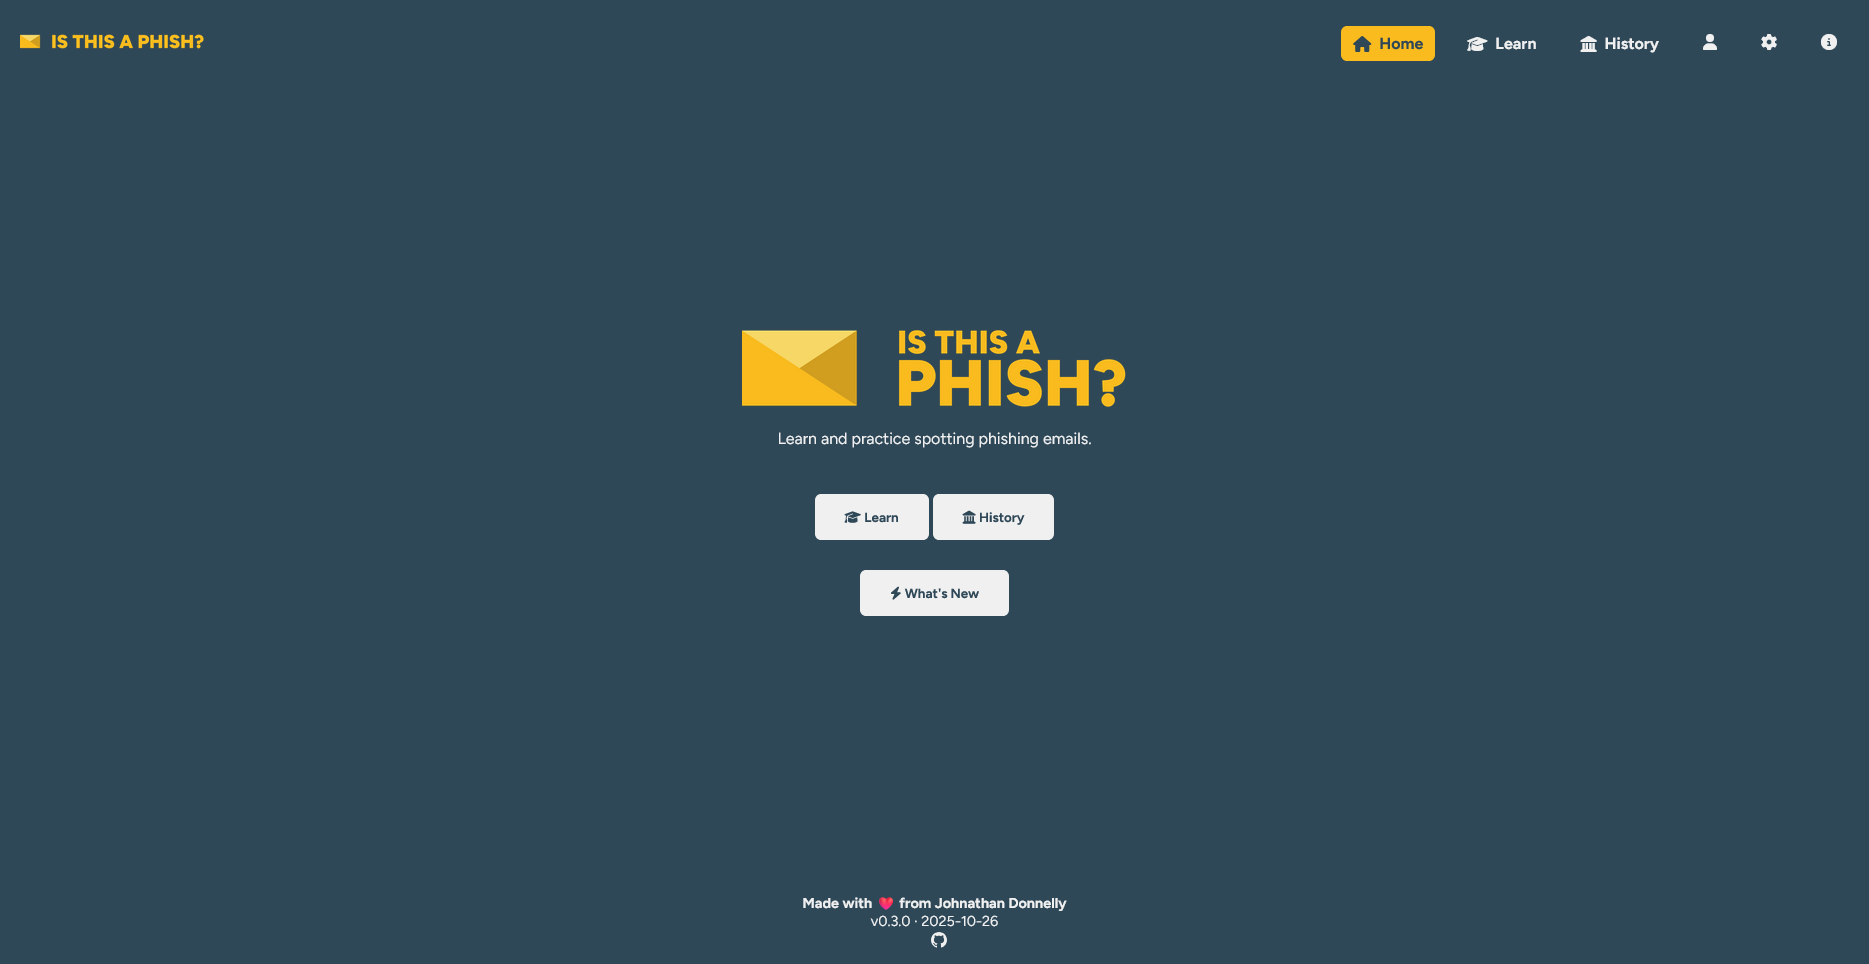 IS THIS A PHISH?
Home Learn History
IS THIS A
PHISH?
Learn and practice spotting phishing emails.
Learn History
What's New
Made with ❤️ from Johnathan Donnelly
v0.3.0 · 2025-10-26